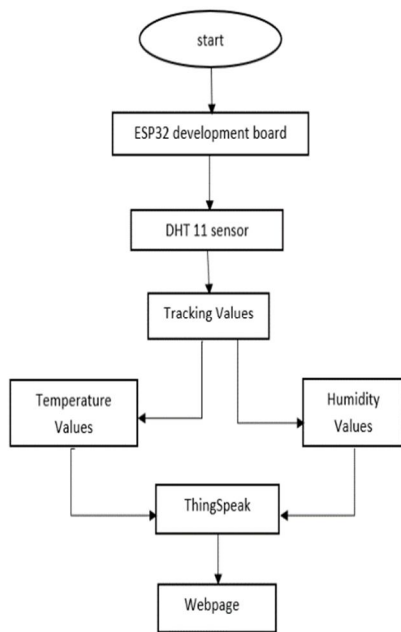 start
ESP32 development board
DHT 11 sensor
Tracking Values
Temperature
Values
Humidity
Values
ThingSpeak
Webpage